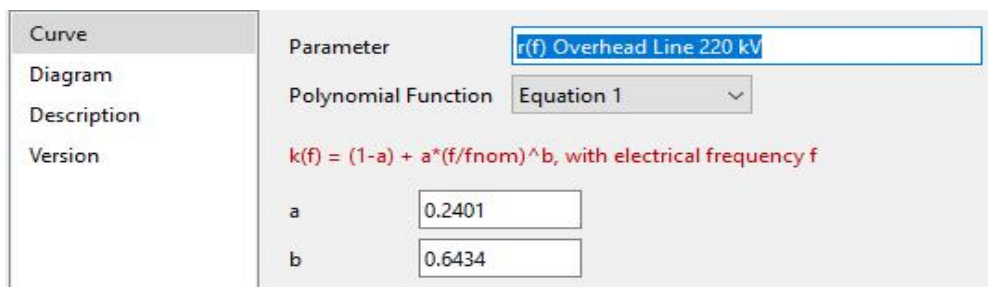 Curve
Diagram
Description
Version
Parameter r(f) Overhead Line 220 kV
Polynomial Function Equation 1
k(f) = (1-a) + a*(f/fnom)^b, with electrical frequency f
a 0.2401
b 0.6434